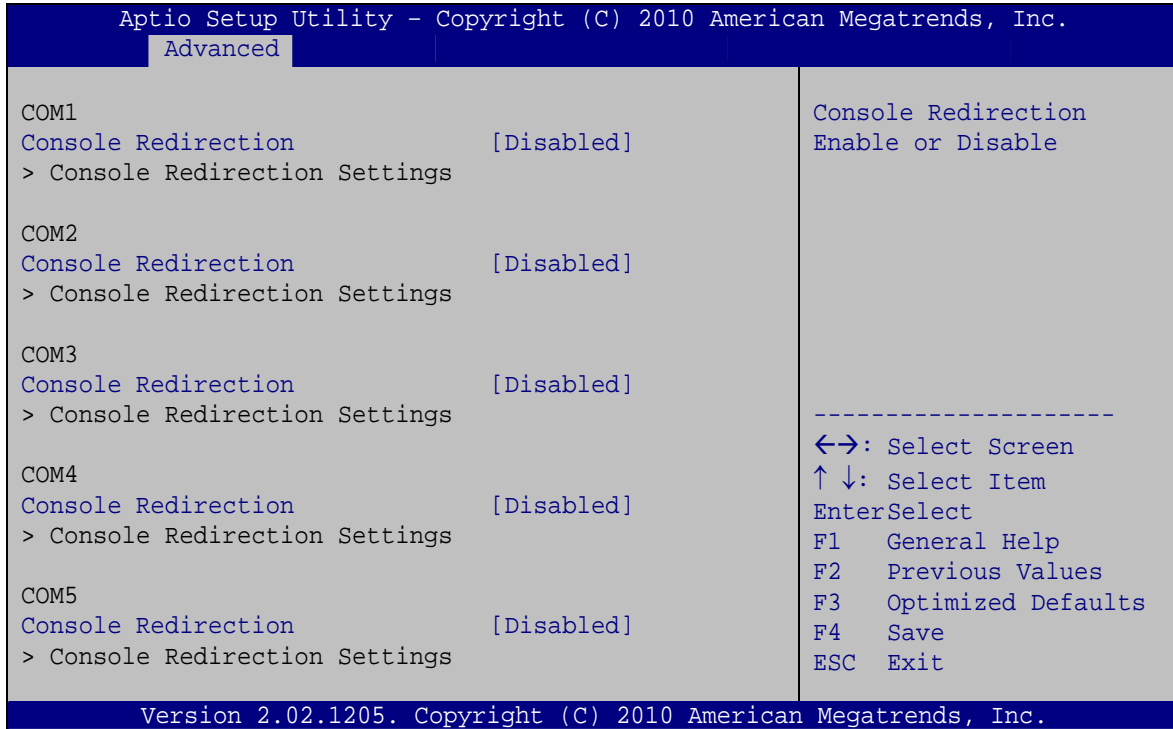 Aptio Setup Utility – Copyright (C) 2010 American Megatrends, Inc.
Advanced
COM1
Console Redirection [Disabled]
> Console Redirection Settings
COM2
Console Redirection [Disabled]
> Console Redirection Settings
COM3
Console Redirection [Disabled]
> Console Redirection Settings
COM4
Console Redirection [Disabled]
> Console Redirection Settings
COM5
Console Redirection [Disabled]
> Console Redirection Settings
Console Redirection
Enable or Disable
---------------------
←→: Select Screen
↑ ↓: Select Item
EnterSelect
F1 General Help
F2 Previous Values
F3 Optimized Defaults
F4 Save
ESC Exit
Version 2.02.1205. Copyright (C) 2010 American Megatrends, Inc.